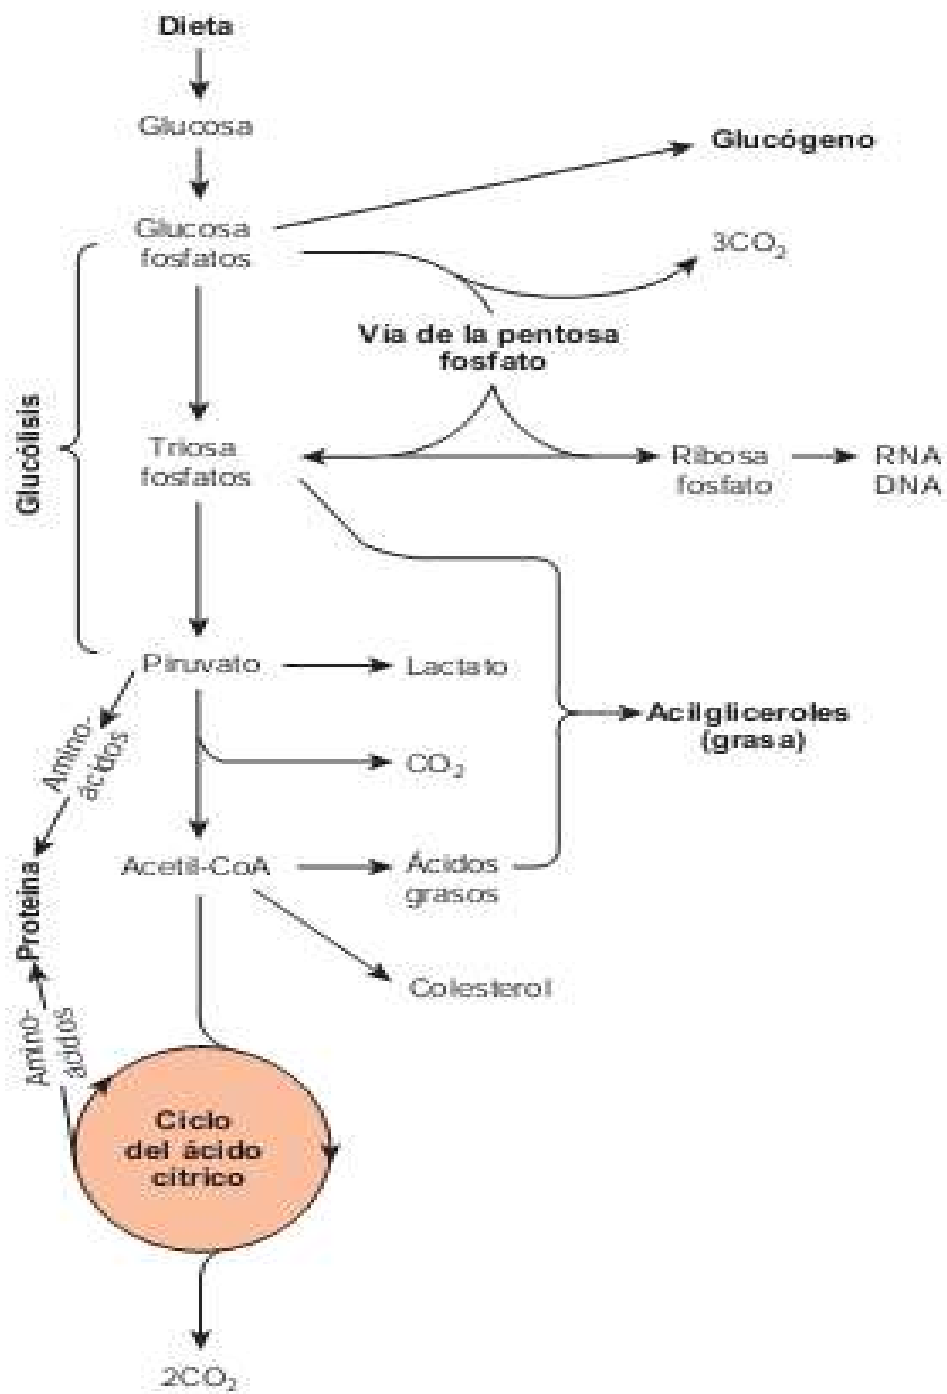 Dieta
Glucosa
Glucógeno
Glucosa
fosfatos
3CO₂
Vía de la pentosa
fosfato
Glucólisis
Triosa
fosfatos
Ribosa
fosfato
RNA
DNA
Piruvato
Lactato
Amino-
ácidos
Acilgliceroles
(grasa)
CO₂
Acetil-CoA
Ácidos
grasos
Proteína
Colesterol
Amino-
ácidos
Ciclo
del ácido
cítrico
2CO₂